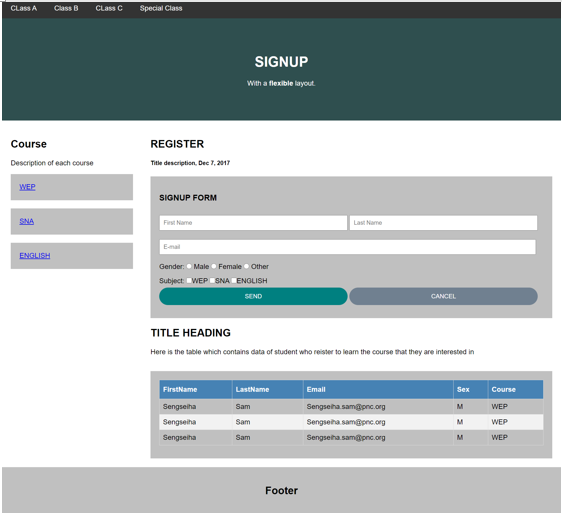 CLass A Class B CLass C Special Class
SIGNUP
With a flexible layout.
Course
Description of each course
WEP
SNA
ENGLISH
REGISTER
Title description, Dec 7, 2017
SIGNUP FORM
First Name Last Name
E-mail
Gender: Male Female Other
Subject: WEP SNA ENGLISH
SEND CANCEL
TITLE HEADING
Here is the table which contains data of student who reister to learn the course that they are interested in
FirstName LastName Email Sex Course
Sengseiha Sam Sengseiha.sam@pnc.org M WEP
Sengseiha Sam Sengseiha.sam@pnc.org M WEP
Sengseiha Sam Sengseiha.sam@pnc.org M WEP
Footer